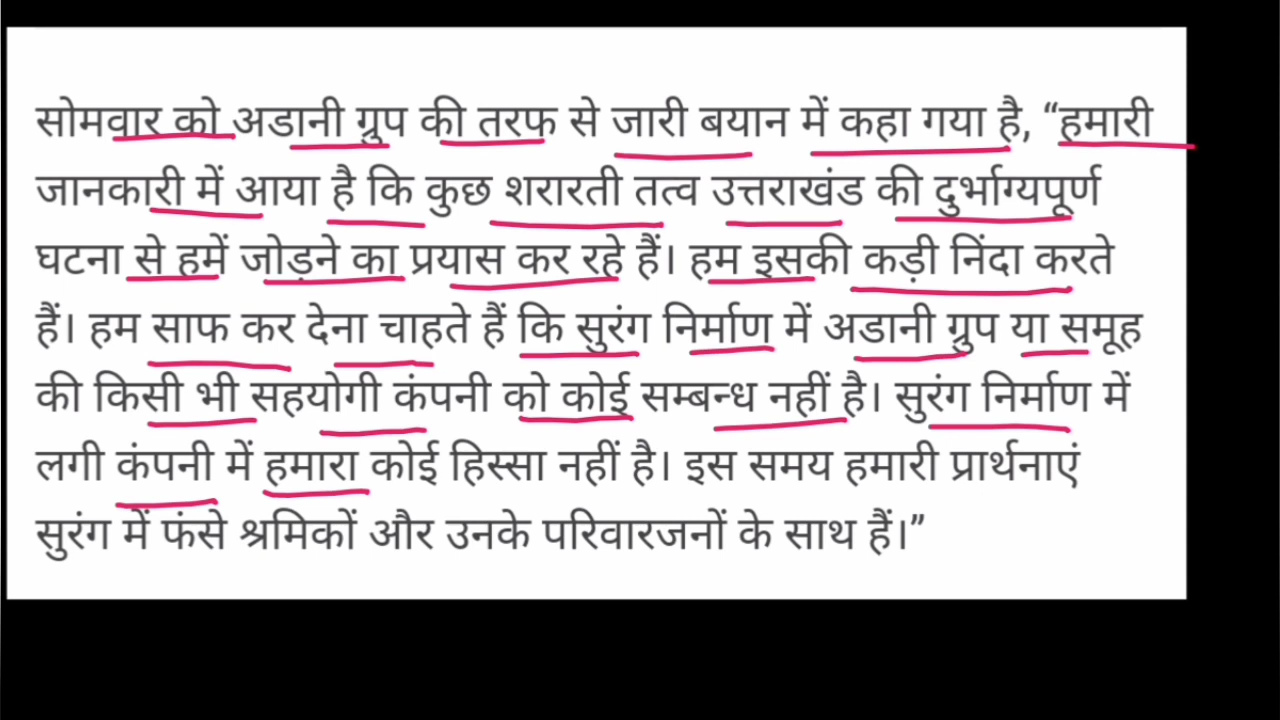 सोमवार को अडानी ग्रुप की तरफ से जारी बयान में कहा गया है, “हमारी
जानकारी में आया है कि कुछ शरारती तत्व उत्तराखंड की दुर्भाग्यपूर्ण
घटना से हमें जोड़ने का प्रयास कर रहे हैं। हम इसकी कड़ी निंदा करते
हैं। हम साफ कर देना चाहते हैं कि सुरंग निर्माण में अडानी ग्रुप या समूह
की किसी भी सहयोगी कंपनी को कोई सम्बन्ध नहीं है। सुरंग निर्माण में
लगी कंपनी में हमारा कोई हिस्सा नहीं है। इस समय हमारी प्रार्थनाएं
सुरंग में फंसे श्रमिकों और उनके परिवारजनों के साथ हैं।”